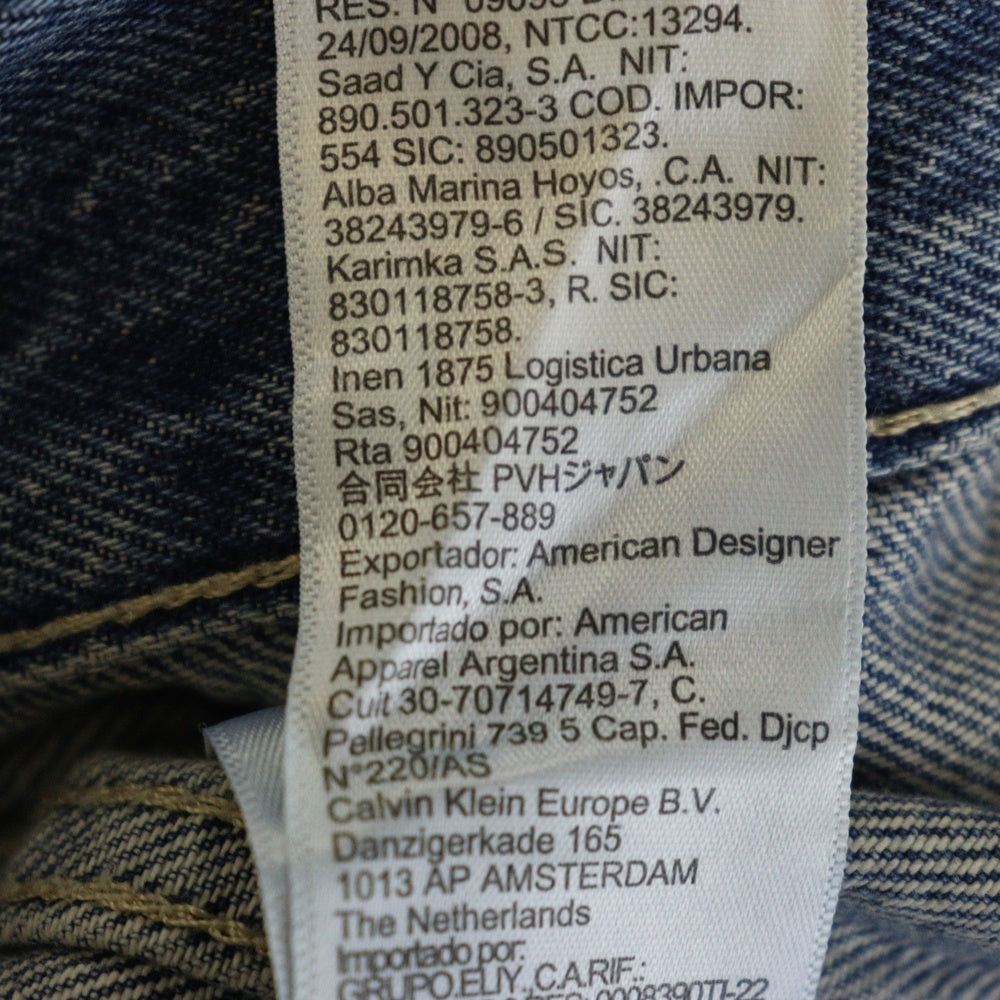 RES. N°
24/09/2008, NTCC:13294.
Saad Y Cia, S.A. NIT:
890.501.323-3 COD. IMPOR:
554 SIC: 890501323.
Alba Marina Hoyos, .C.A. NIT:
38243979-6 / SIC. 38243979.
Karimka S.A.S. NIT:
830118758-3, R. SIC:
830118758.
Inen 1875 Logistica Urbana
Sas, Nit: 900404752
Rta 900404752
合同会社 PVHジャパン
0120-657-889
Exportador: American Designer
Fashion, S.A.
Importado por: American
Apparel Argentina S.A.
Cuit 30-70714749-7, C.
Pellegrini 739 5 Cap. Fed. Djcp
N°220/AS
Calvin Klein Europe B.V.
Danzigerkade 165
1013 AP AMSTERDAM
The Netherlands
Importado por:
GRUPO.ELIY,.C.A.RIF.: